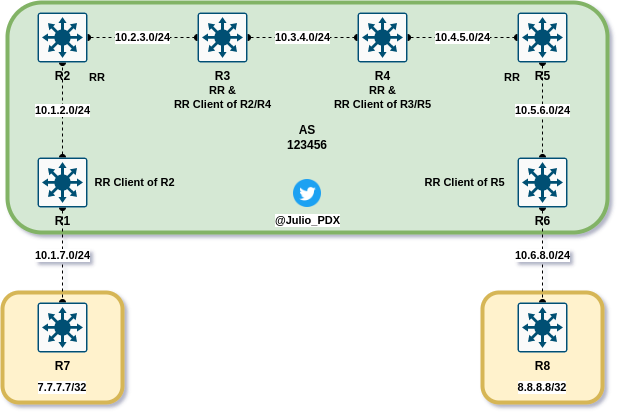 10.2.3.0/24
10.3.4.0/24
10.4.5.0/24
R2
RR
R3
RR &
RR Client of R2/R4
R4
RR &
RR Client of R3/R5
RR
R5
10.1.2.0/24
10.5.6.0/24
AS
123456
RR Client of R2
RR Client of R5
R1
@Julio_PDX
R6
10.1.7.0/24
10.6.8.0/24
R7
7.7.7.7/32
R8
8.8.8.8/32